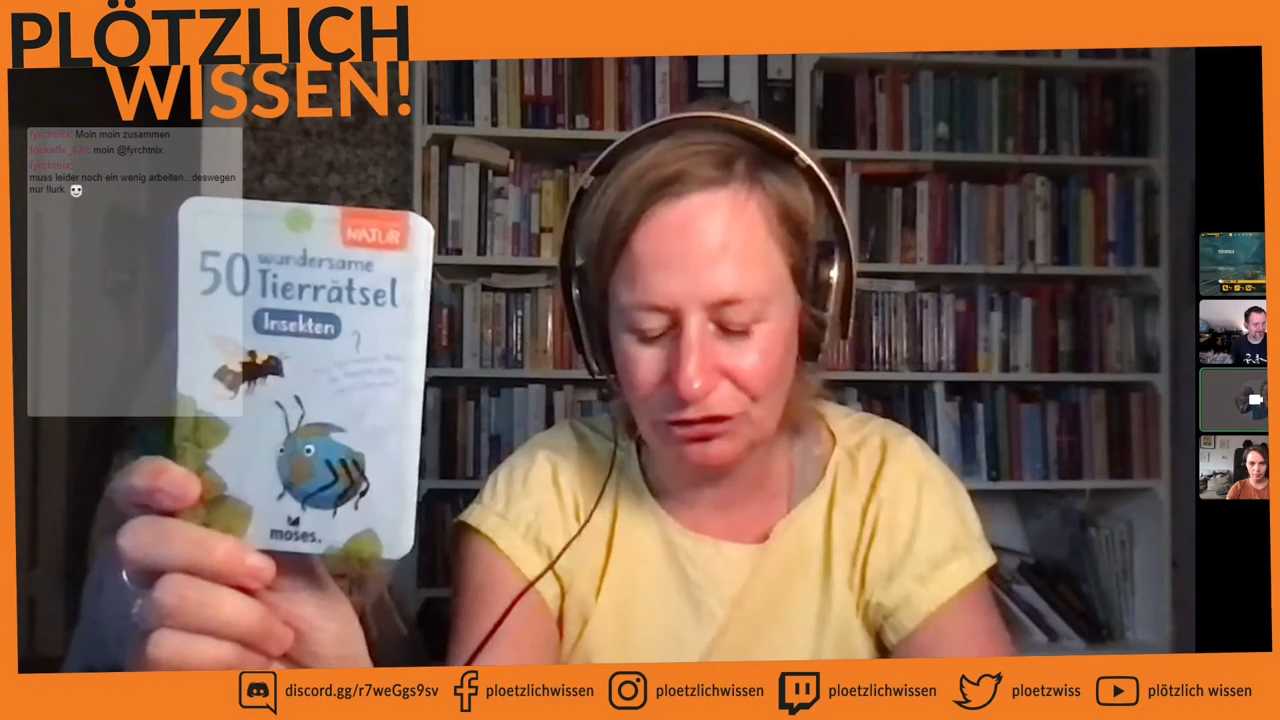 PLÖTZLICH
WISSEN!
fyrchtnix: Moin moin zusammen
moin @fyrchtnix
fyrchtnix:
muss leider noch ein wenig arbeiten.. deswegen
nur !lurk.
NATUR
50 wundersame
Tierrätsel
Insekten
?
moses.
discord.gg/r7weGgs9sv
ploetzlichwissen
ploetzlichwissen
ploetzlichwissen
ploetzwiss
plötzlich wissen